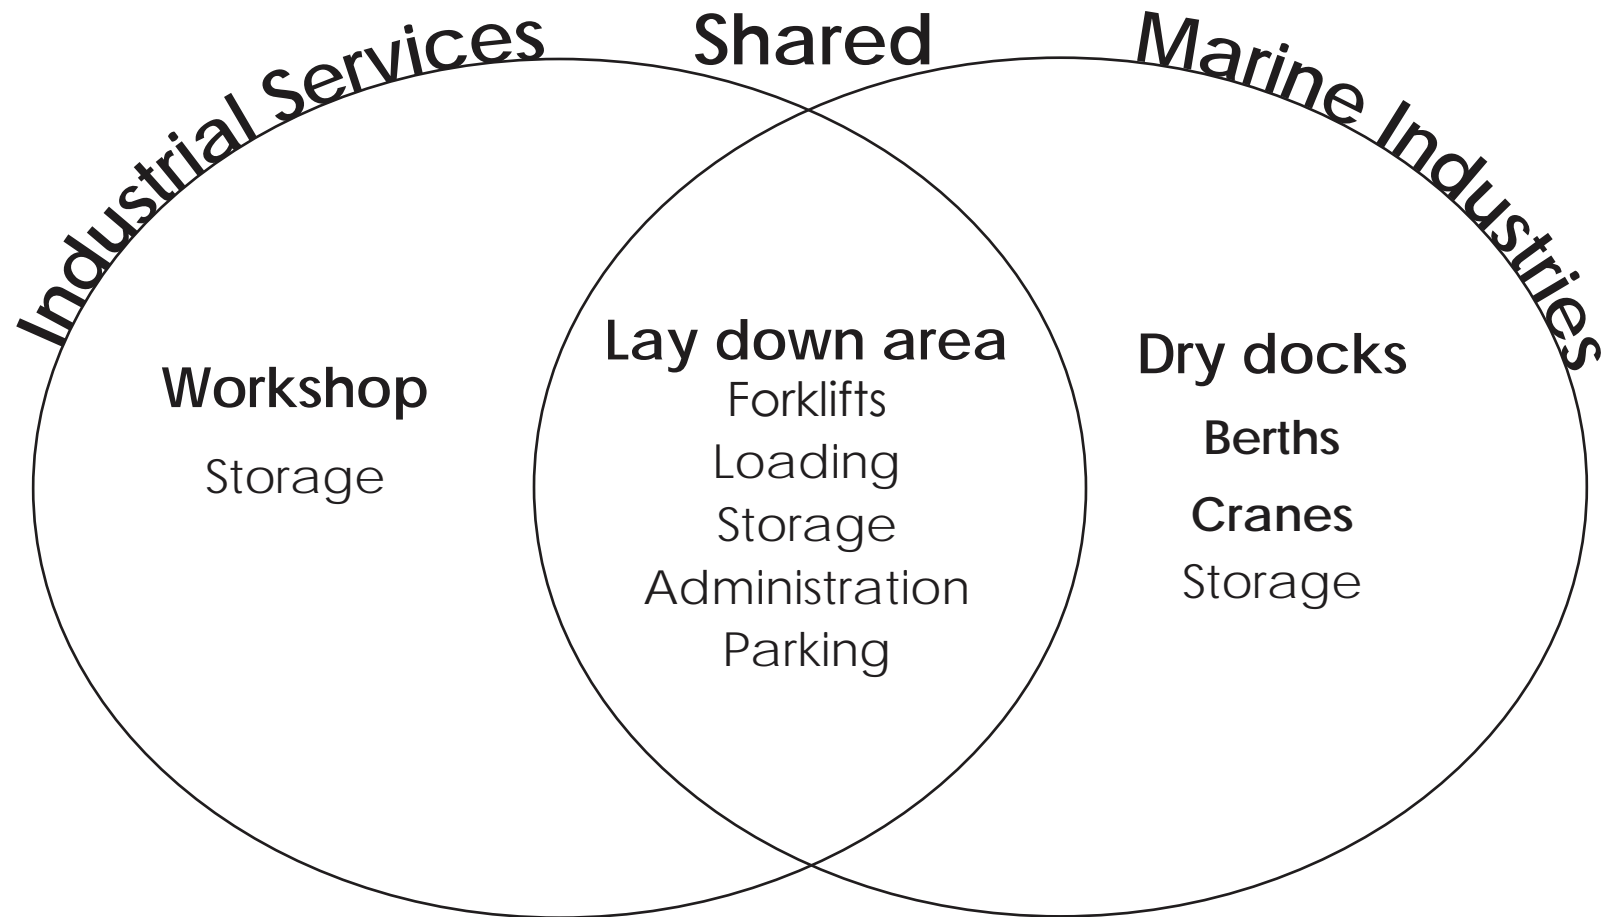 Industrial Services
Shared
Marine Industries
Workshop
Storage
Lay down area
Forklifts
Loading
Storage
Administration
Parking
Dry docks
Berths
Cranes
Storage